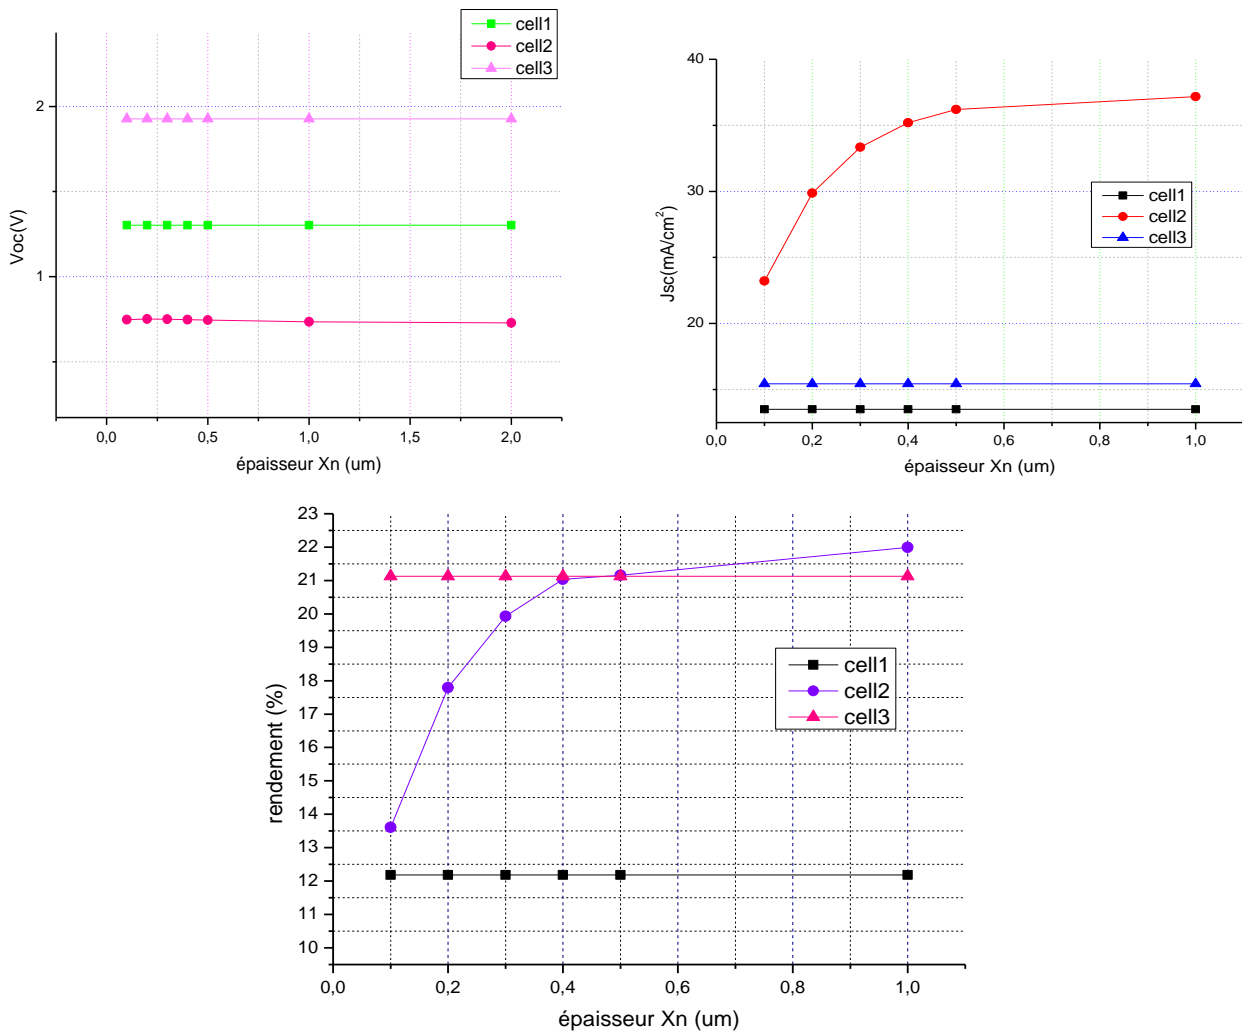 cell1
cell2
cell3
2
1
Voc(V)
0,0 0,5 1,0 1,5 2,0
épaisseur Xn (um)
40
30
20
Jsc(mA/cm²)
cell1
cell2
cell3
0,0 0,2 0,4 0,6 0,8 1,0
épaisseur Xn (um)
23
22
21
20
19
18
17
16
15
14
13
12
11
10
rendement (%)
cell1
cell2
cell3
0,0 0,2 0,4 0,6 0,8 1,0
épaisseur Xn (um)